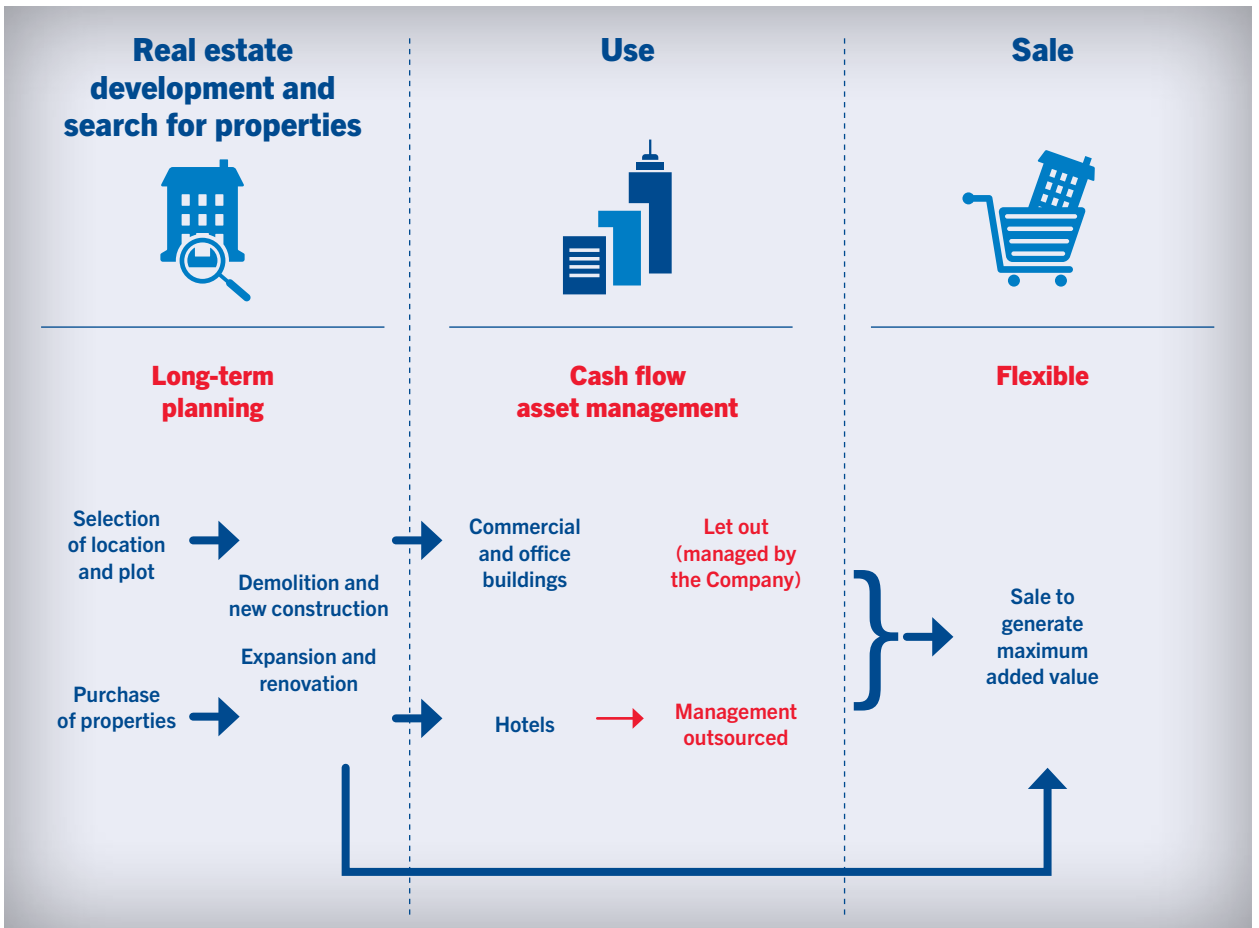 Real estate
development and
search for properties
Use
Sale
Long-term
planning
Cash flow
asset management
Flexible
Selection
of location
and plot
Demolition and
new construction
Expansion and
renovation
Purchase
of properties
Commercial
and office
buildings
Let out
(managed by
the Company)
Hotels
Management
outsourced
Sale to
generate
maximum
added value